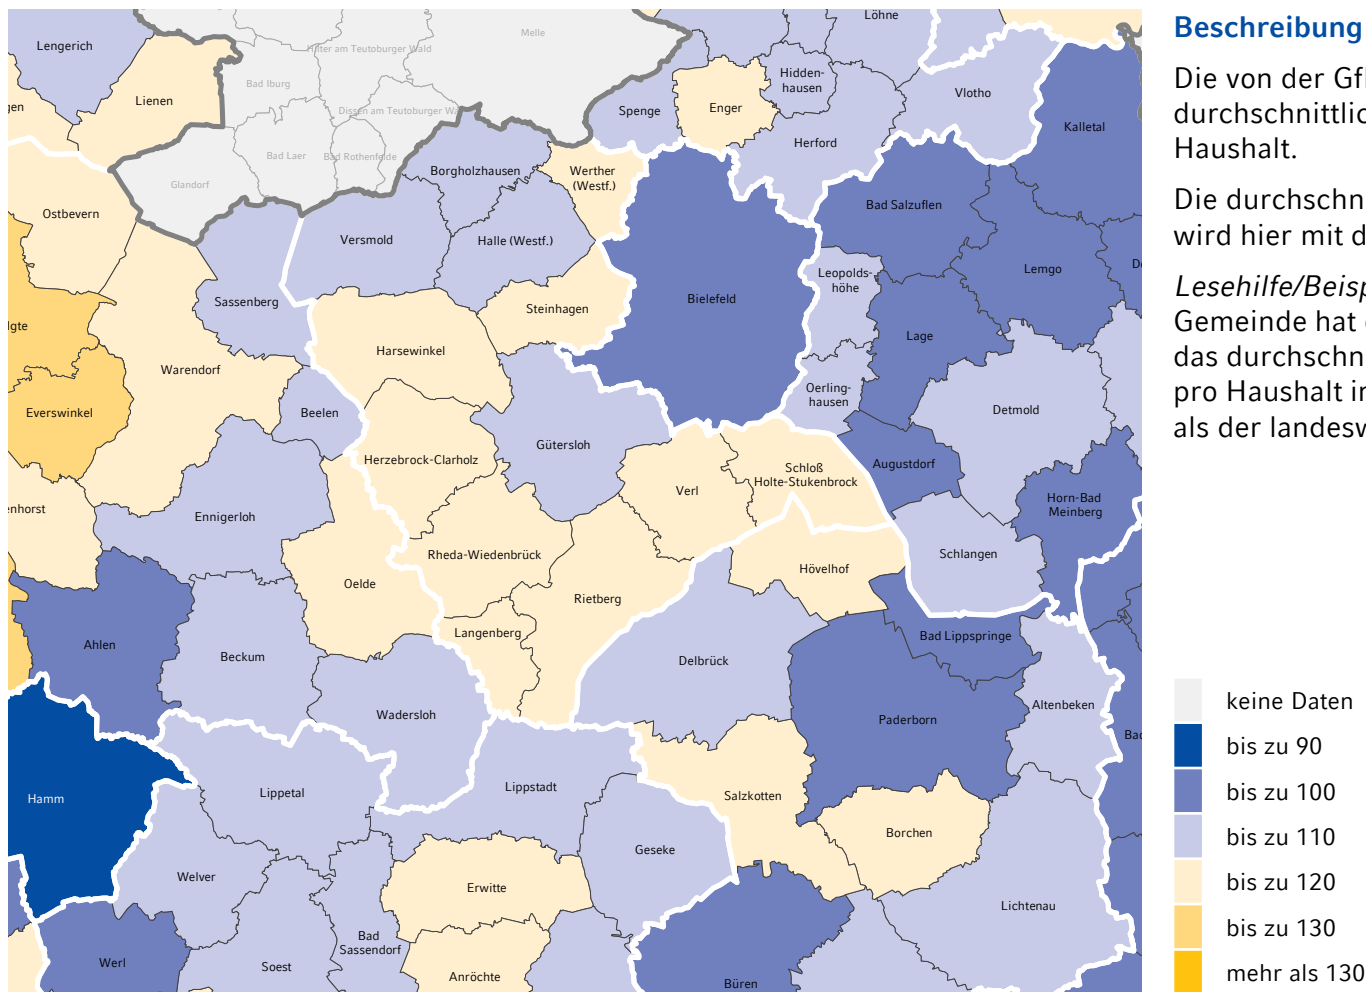 Lengerich
Hilter am Teutoburger Wald
Melle
Löhne
Bad Iburg
Lienen
gen
Dissen am Teutoburger Wa
Spenge
Enger
Hidden-
hausen
Vlotho
Kalletal
Herford
Bad Laer
Bad Rothenfelde
Glandorf
Borgholzhausen
Werther
(Westf.)
Ostbevern
Bad Salzuflen
Versmold
Halle (Westf.)
Lemgo
Leopolds-
höhe
Sassenberg
Bielefeld
Steinhagen
lgte
Lage
Harsewinkel
Warendorf
Oerling-
hausen
Everswinkel
Beelen
Detmold
Gütersloh
Herzebrock-Clarholz
Schloß
Holte-Stukenbrock
Augustdorf
Verl
Horn-Bad
Meinberg
enhorst
Ennigerloh
Rheda-Wiedenbrück
Schlangen
Oelde
Hövelhof
Rietberg
Langenberg
Bad Lippspringe
Ahlen
Beckum
Delbrück
Wadersloh
Altenbeken
Paderborn
Bad
Hamm
Lippetal
Lippstadt
Salzkotten
Borchen
Geseke
Welver
Erwitte
Lichtenau
Bad
Sassendorf
Werl
Soest
Anröchte
Büren
Beschreibung
Die von der Gf
durchschnittlic
Haushalt.
Die durchschn
wird hier mit d
Lesehilfe/Beisp
Gemeinde hat
das durchschn
pro Haushalt i
als der landesw
keine Daten
bis zu 90
bis zu 100
bis zu 110
bis zu 120
bis zu 130
mehr als 130